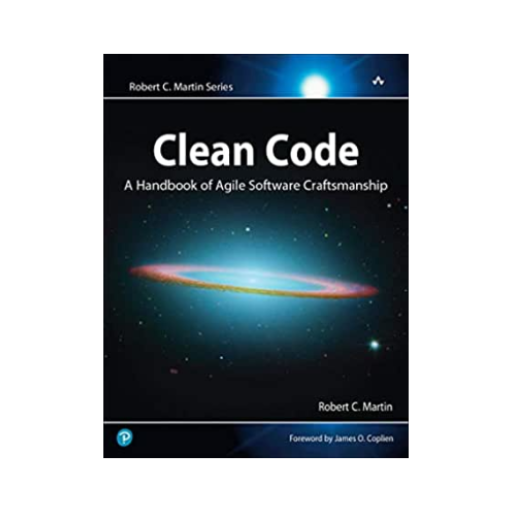 Robert C. Martin Series
Clean Code
A Handbook of Agile Software Craftsmanship
Robert C. Martin
Foreword by James O. Coplien